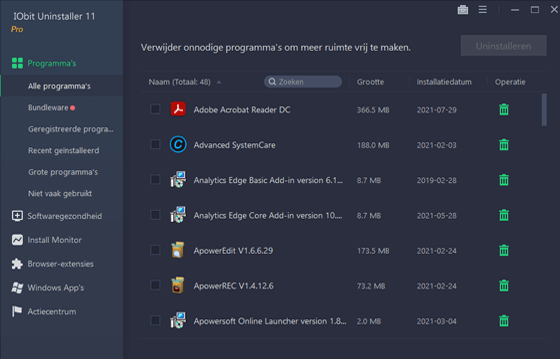 IObit Uninstaller 11
Pro
Programma's
Alle programma's
Bundleware
Geregistreerde progra...
Recent geïnstalleerd
Grote programma's
Niet vaak gebruikt
Softwaregezondheid
Install Monitor
Browser-extensies
Windows App's
Actiecentrum
Verwijder onnodige programma's om meer ruimte vrij te maken.
Uninstalleren
Naam (Totaal: 48) Zoeken Grootte Installatiedatum Operatie
Adobe Acrobat Reader DC 366.5 MB 2021-07-29
Advanced SystemCare 188.0 MB 2021-02-03
Analytics Edge Basic Add-in version 6.1... 8.7 MB 2019-02-28
Analytics Edge Core Add-in version 10.... 8.7 MB 2021-05-28
ApowerEdit V1.6.6.29 173.5 MB 2021-02-24
ApowerREC V1.4.12.6 73.2 MB 2021-02-24
Apowersoft Online Launcher version 1.8... 2.0 MB 2021-03-04